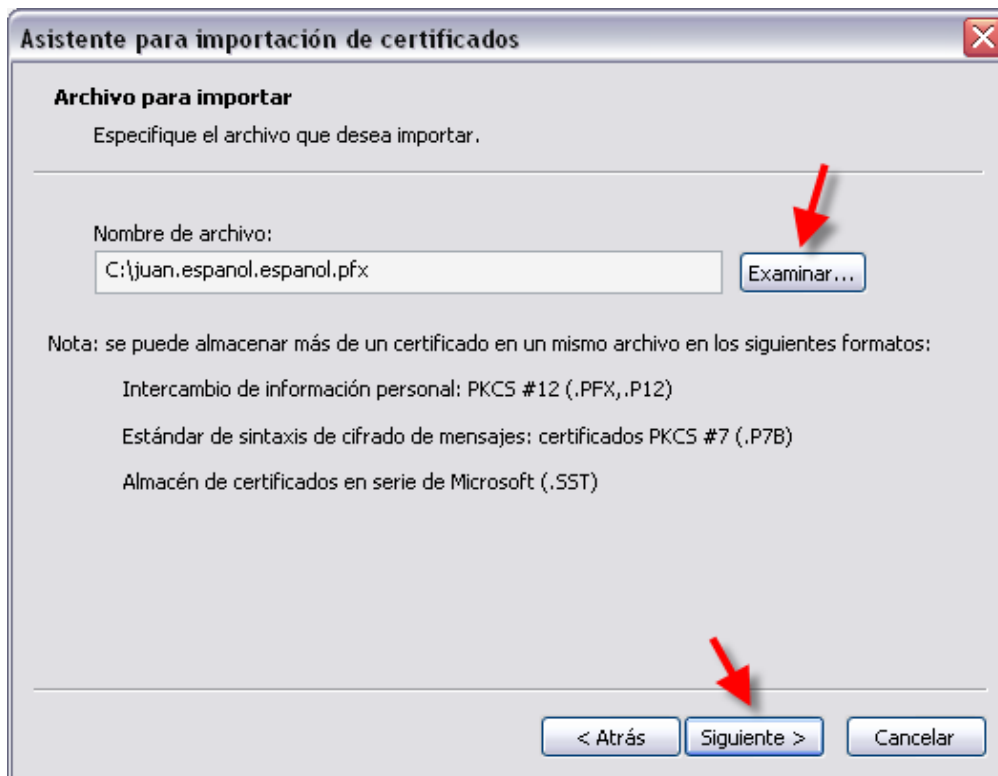 Asistente para importación de certificados
Archivo para importar
Especifique el archivo que desea importar.
Nombre de archivo:
C:\juan.espanol.espanol.pfx
Examinar...
Nota: se puede almacenar más de un certificado en un mismo archivo en los siguientes formatos:
Intercambio de información personal: PKCS #12 (.PFX,.P12)
Estándar de sintaxis de cifrado de mensajes: certificados PKCS #7 (.P7B)
Almacén de certificados en serie de Microsoft (.SST)
< Atrás Siguiente > Cancelar